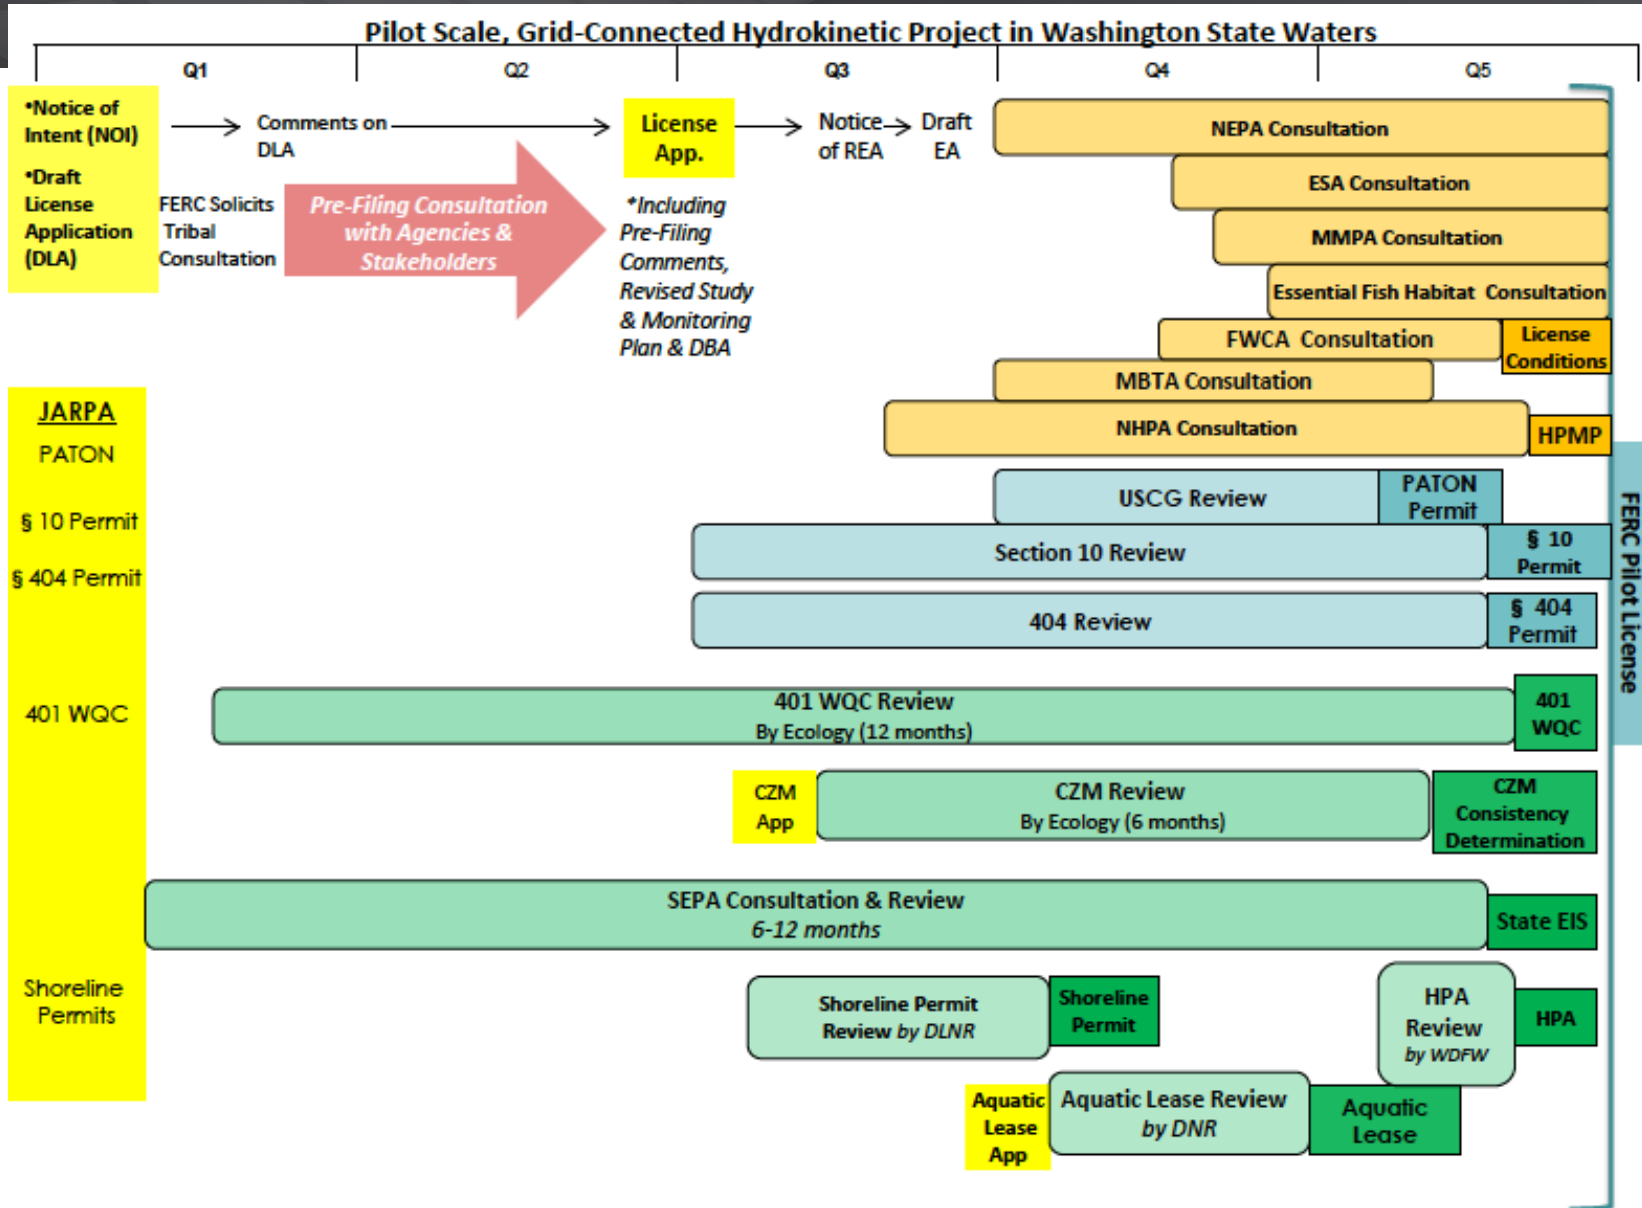 Pilot Scale, Grid-Connected Hydrokinetic Project in Washington State Waters
Q1
Q2
Q3
Q4
Q5
*Notice of
Intent (NOI)
*Draft
License
Application
(DLA)
Comments on
DLA
FERC Solicits
Tribal
Consultation
Pre-Filing Consultation
with Agencies &
Stakeholders
License
App.
*Including
Pre-Filing
Comments,
Revised Study
& Monitoring
Plan & DBA
Notice
of REA
Draft
EA
NEPA Consultation
ESA Consultation
MMPA Consultation
Essential Fish Habitat Consultation
FWCA Consultation
License
Conditions
MBTA Consultation
NHPA Consultation
HPMP
JARPA
PATON
§ 10 Permit
§ 404 Permit
401 WQC
Shoreline
Permits
USCG Review
PATON
Permit
Section 10 Review
§ 10
Permit
404 Review
§ 404
Permit
FERC Pilot License
401 WQC Review
By Ecology (12 months)
401
WQC
CZM
App
CZM Review
By Ecology (6 months)
CZM
Consistency
Determination
SEPA Consultation & Review
6-12 months
State EIS
Shoreline Permit
Review by DLNR
Shoreline
Permit
HPA
Review
by WDFW
HPA
Aquatic
Lease
App
Aquatic Lease Review
by DNR
Aquatic
Lease